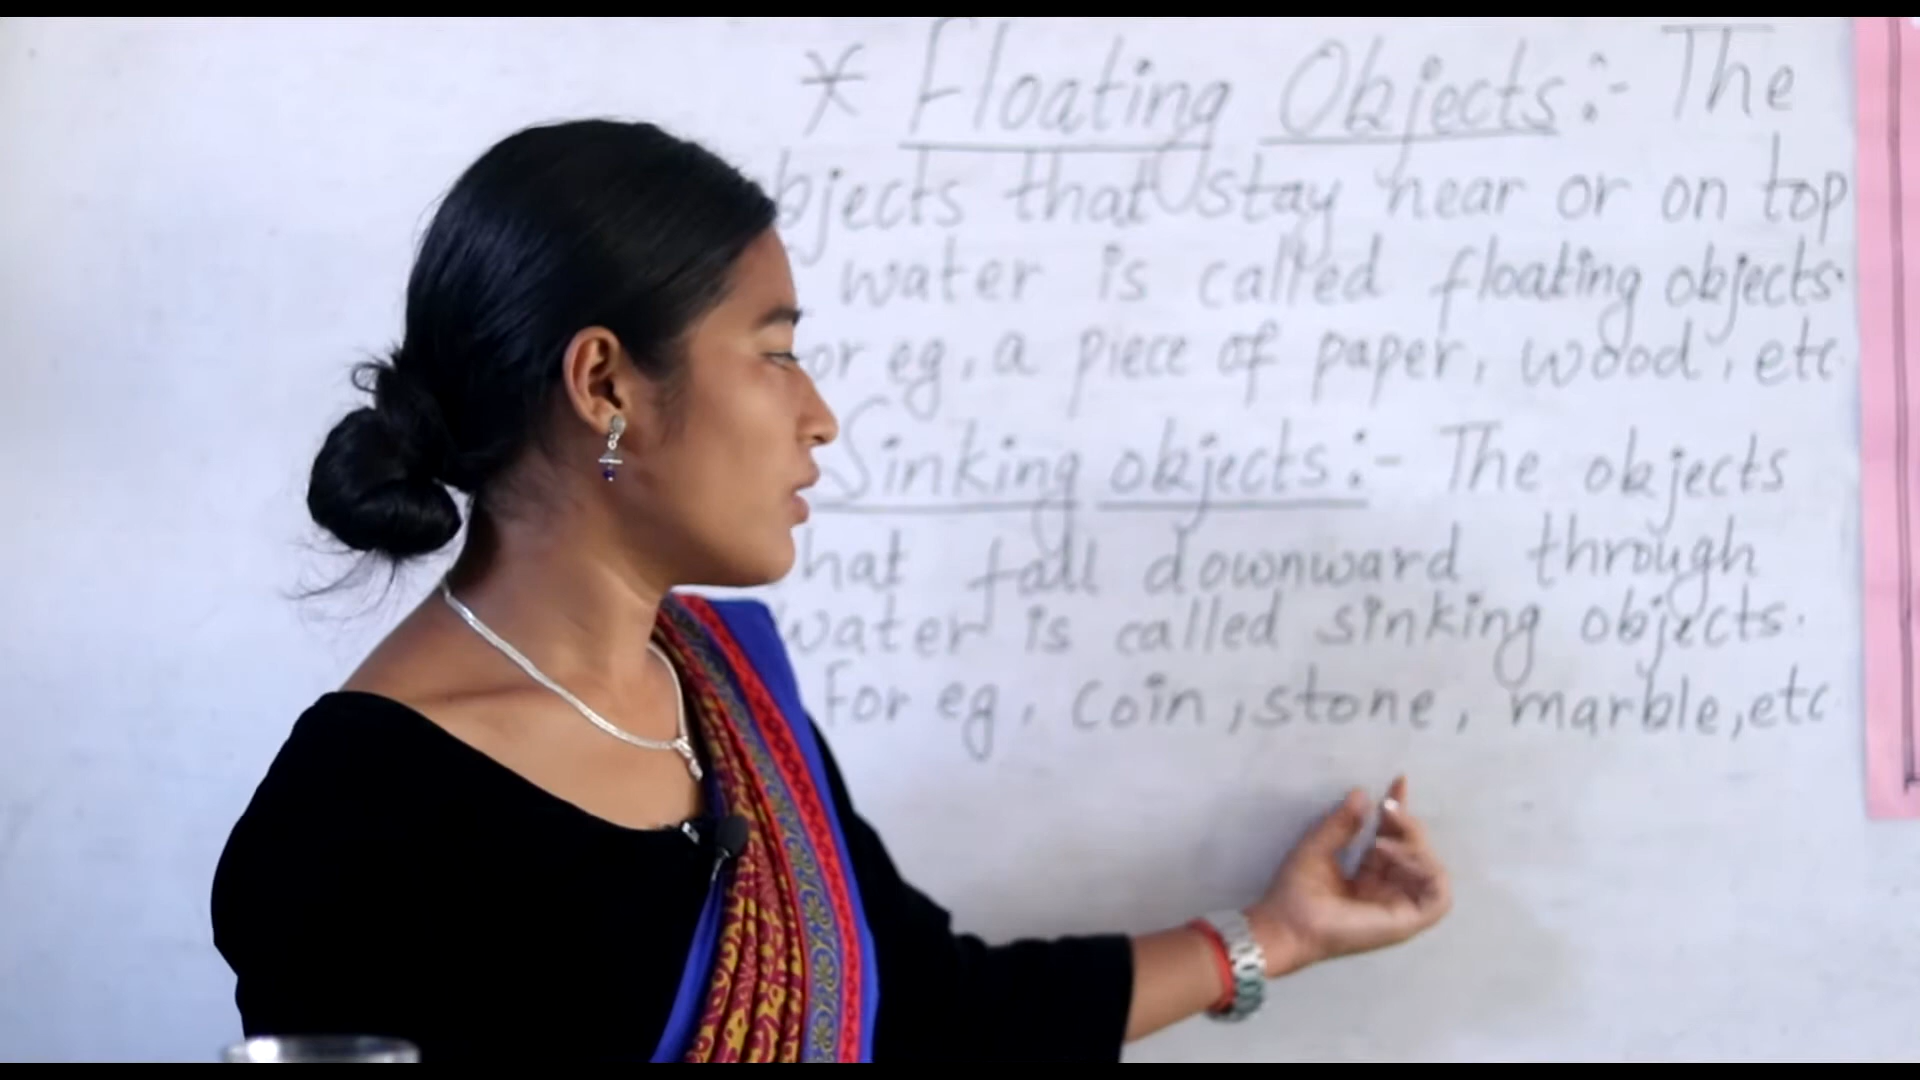 * Floating Objects:- The
bjects that stay near or on top
water is called floating objects.
or eg, a piece of paper, wood, etc.
Sinking objects:- The objects
hat fall downward through
water is called sinking objects.
For eg, coin, stone, marble, etc